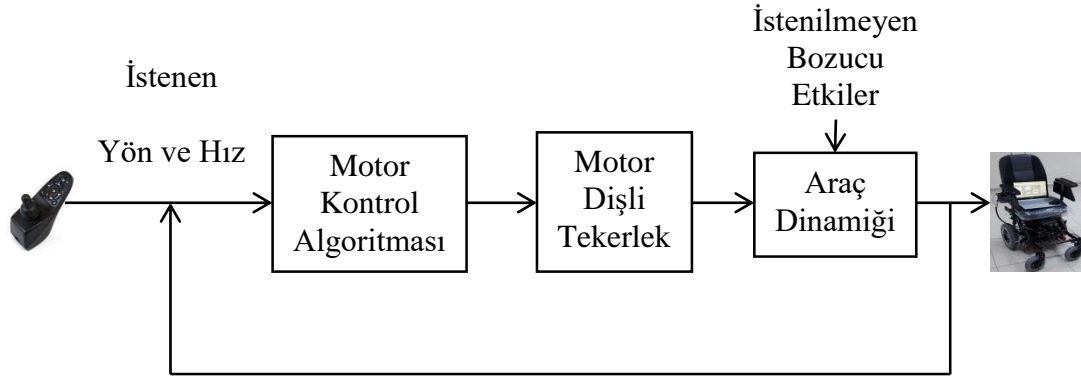 İstenen
Yön ve Hız
Motor
Kontrol
Algoritması
Motor
Dişli
Tekerlek
İstenilmeyen
Bozucu
Etkiler
Araç
Dinamiği